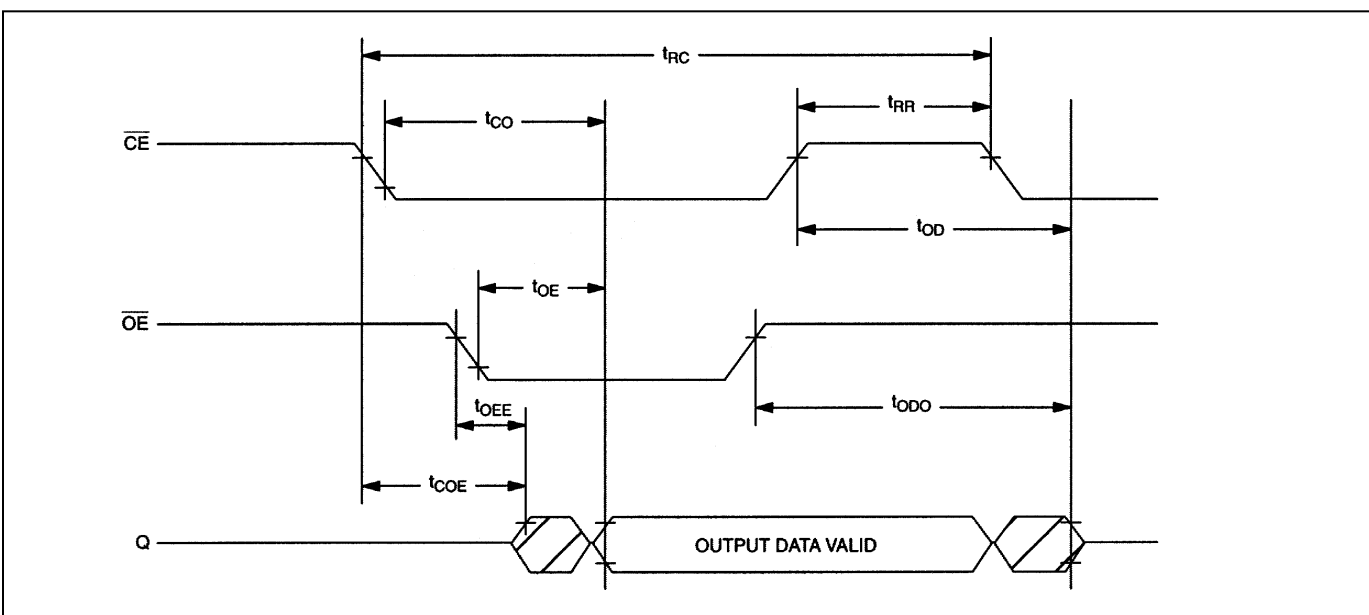 tRC
tRR
tCO
CE
tOD
tOE
OE
tODO
tOEE
tCOE
Q
OUTPUT DATA VALID